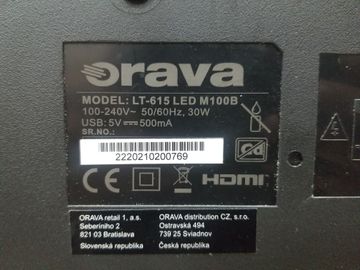 orava
MODEL: LT-615 LED M100B
100-240V~ 50/60Hz, 30W
USB: 5V⎓ 500mA
SR.NO.:
2220210200769
Cd
CE
HDMI
ORAVA retail 1, a.s.
Seberíniho 2
821 03 Bratislava
Slovenská republika
ORAVA distribution CZ, s.r.o.
Ostravská 494
739 25 Sviadnov
Česká republika